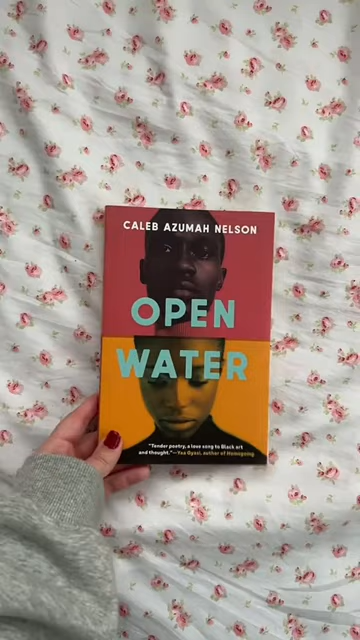 CALEB AZUMAH NELSON
OPEN
WATER
"Tender poetry, a love song to Black art
and thought."—Yaa Gyasi, author of Homegoing